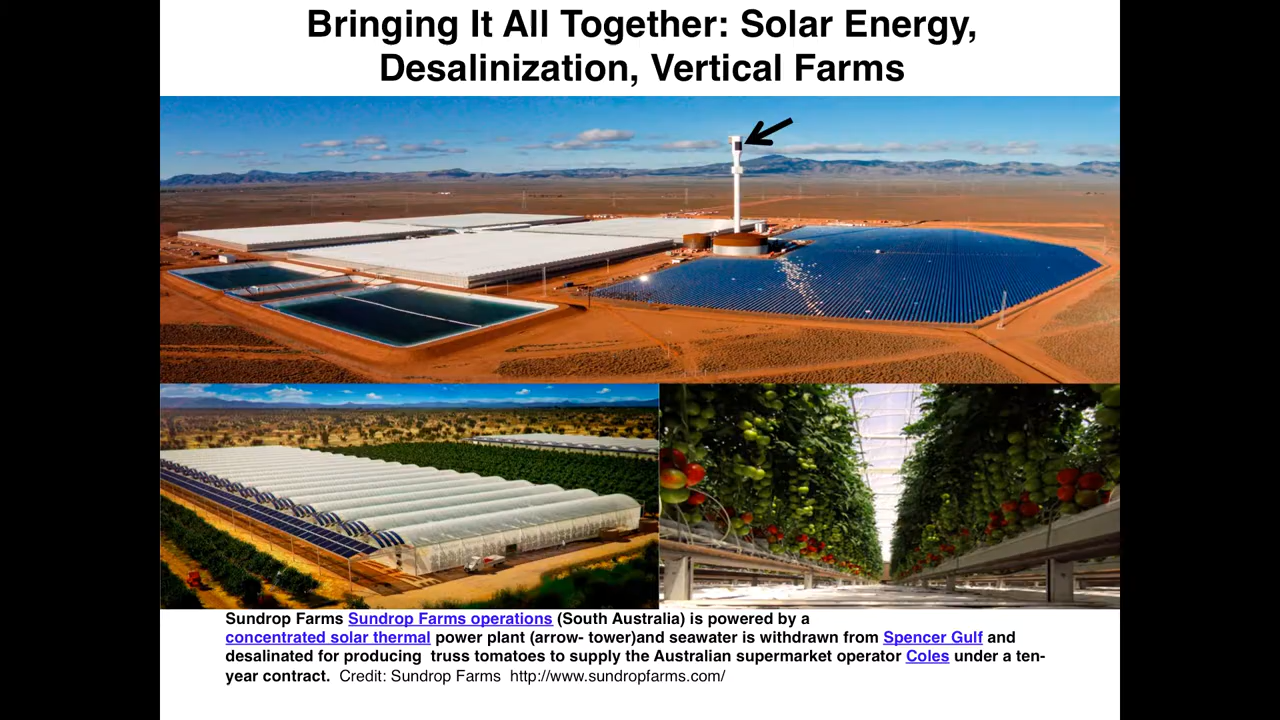 Bringing It All Together: Solar Energy,
Desalinization, Vertical Farms
Sundrop Farms Sundrop Farms operations (South Australia) is powered by a
concentrated solar thermal power plant (arrow- tower)and seawater is withdrawn from Spencer Gulf and
desalinated for producing  truss tomatoes to supply the Australian supermarket operator Coles under a ten-
year contract.  Credit: Sundrop Farms  http://www.sundropfarms.com/